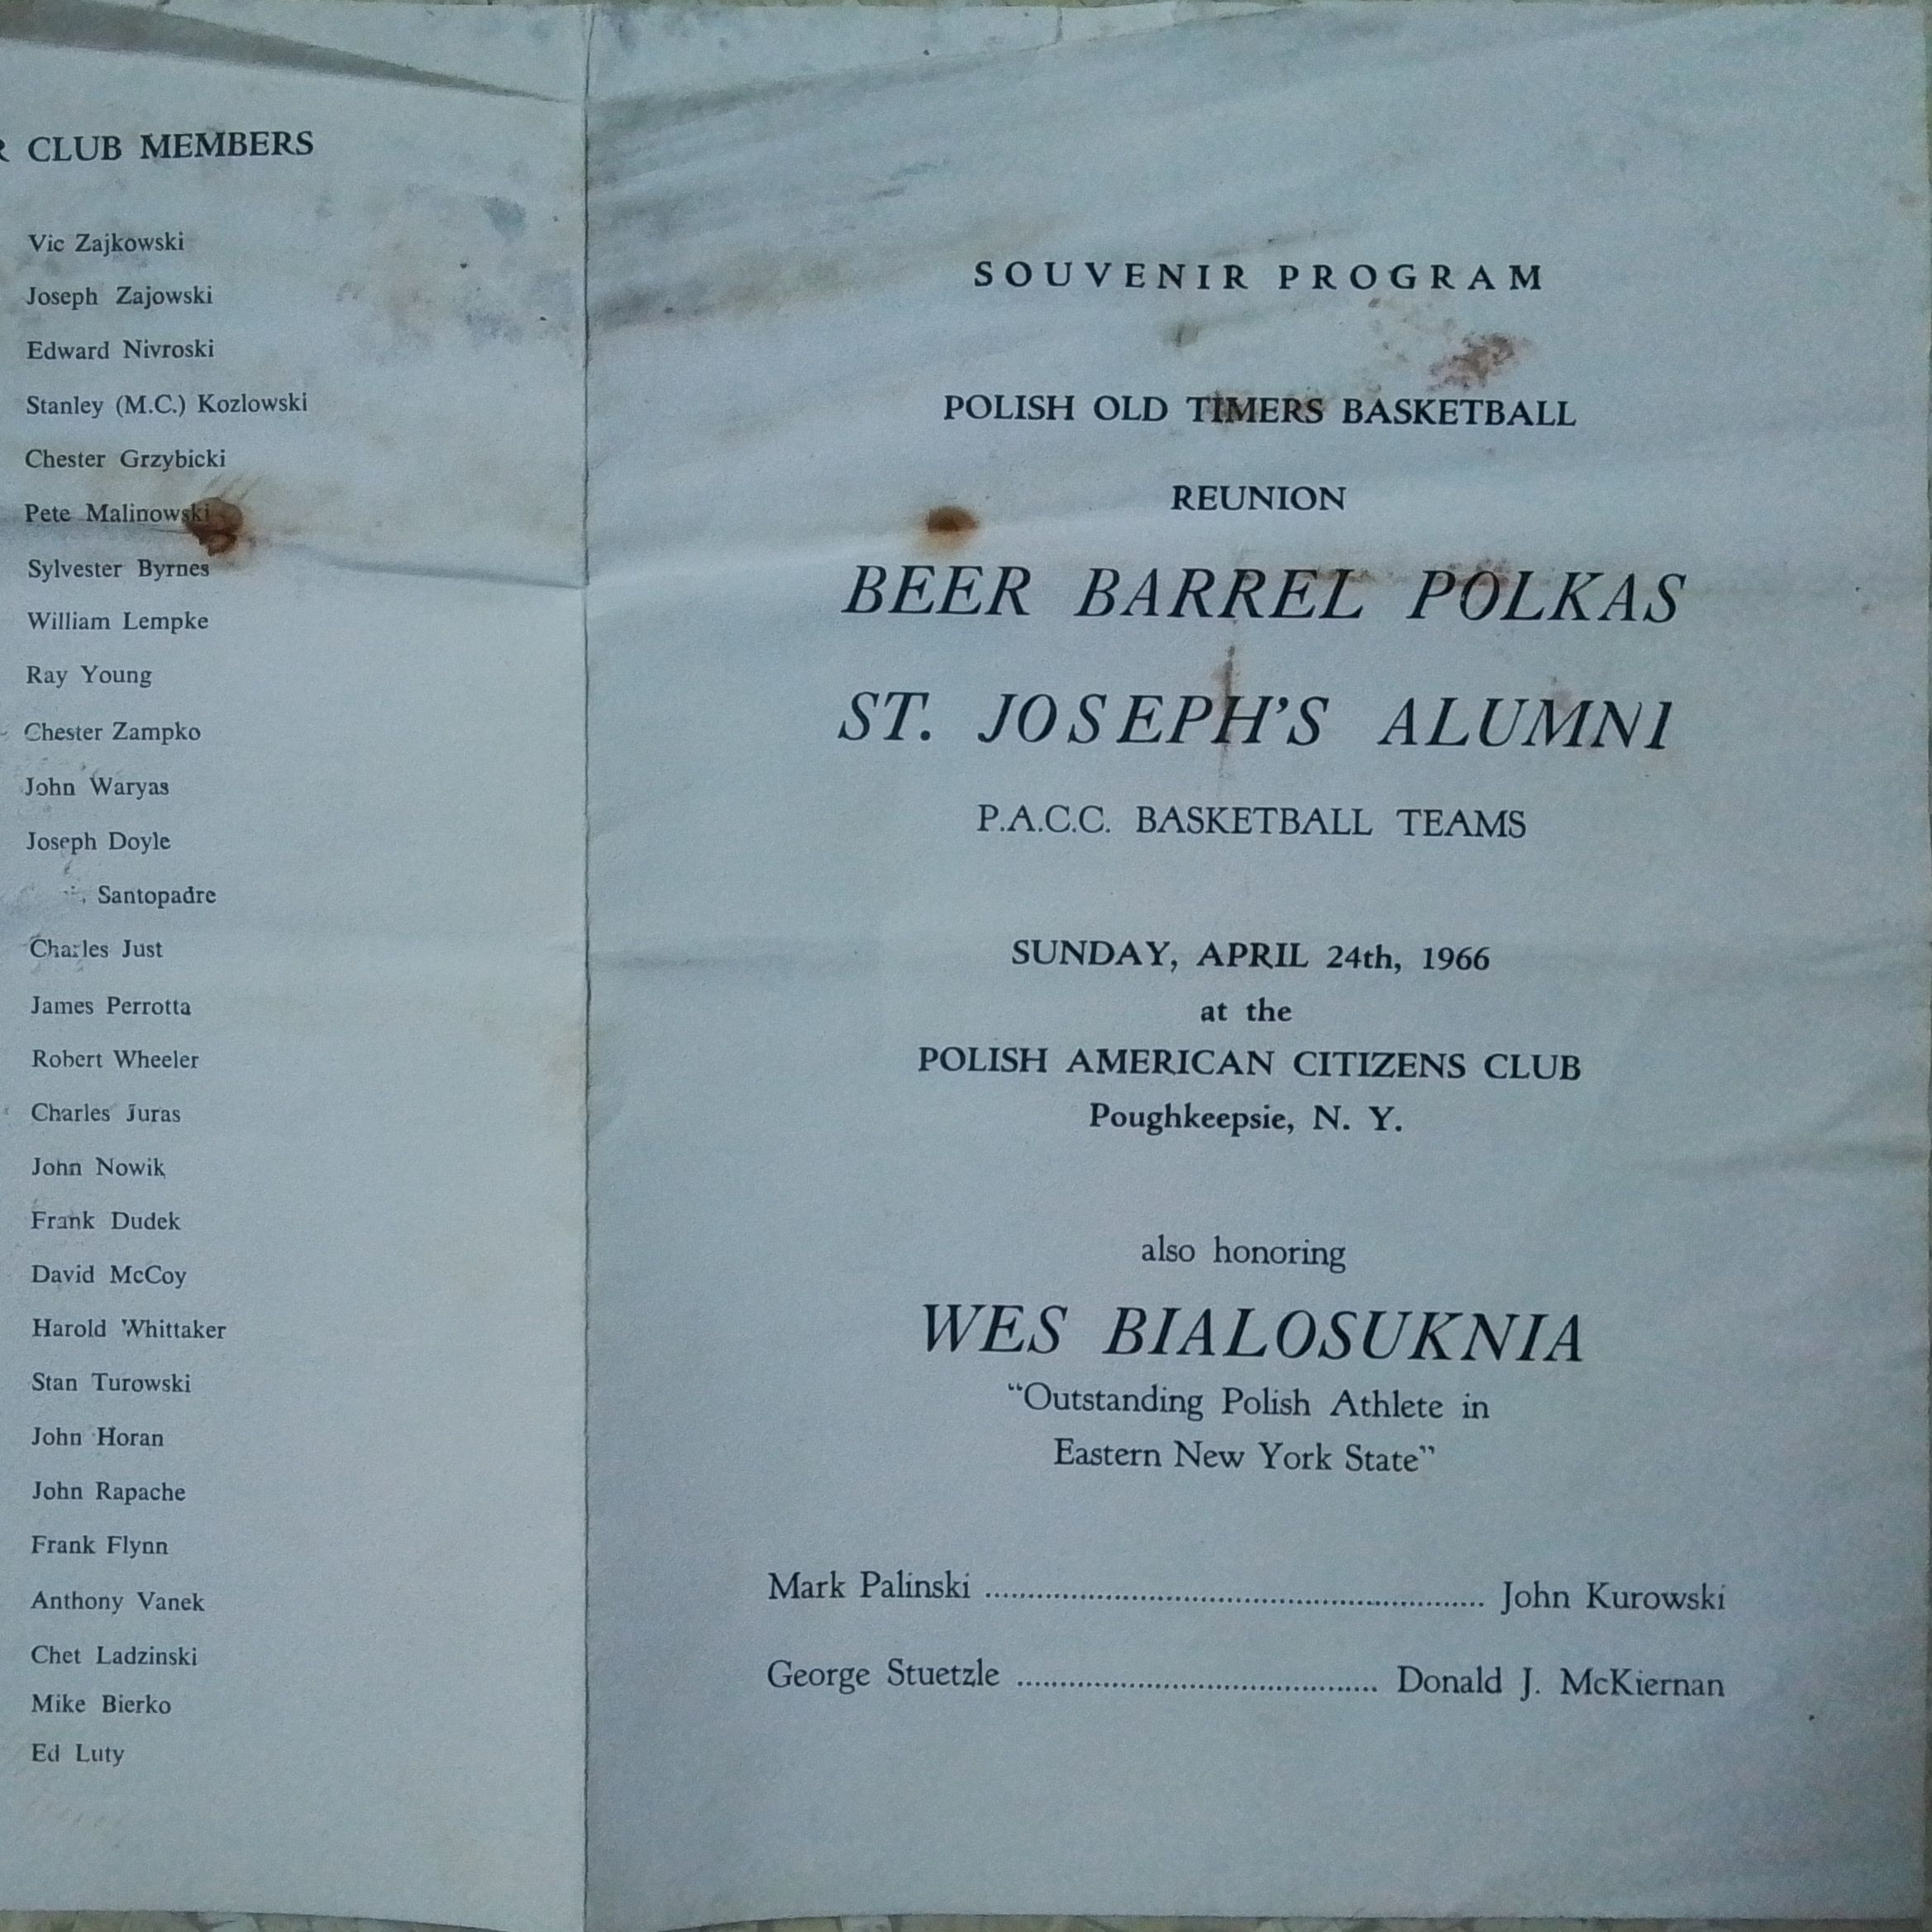 CLUB MEMBERS
Vic Zajkowski
Joseph Zajowski
Edward Nivroski
Stanley (M.C.) Kozlowski
Chester Grzybicki
Pete Malinowski
Sylvester Byrnes
William Lempke
Ray Young
Chester Zampko
John Waryas
Joseph Doyle
Santopadre
Charles Just
James Perrotta
Robert Wheeler
Charles Juras
John Nowik
Frank Dudek
David McCoy
Harold Whittaker
Stan Turowski
John Horan
John Rapache
Frank Flynn
Anthony Vanek
Chet Ladzinski
Mike Bierko
Ed Luty
SOUVENIR PROGRAM
POLISH OLD TIMERS BASKETBALL
REUNION
BEER BARREL POLKAS
ST. JOSEPH'S ALUMNI
P.A.C.C. BASKETBALL TEAMS
SUNDAY, APRIL 24th, 1966
at the
POLISH AMERICAN CITIZENS CLUB
Poughkeepsie, N. Y.
also honoring
WES BIALOSUKNIA
"Outstanding Polish Athlete in
Eastern New York State"
Mark Palinski ........................................................ John Kurowski
George Stuetzle ........................................ Donald J. McKiernan